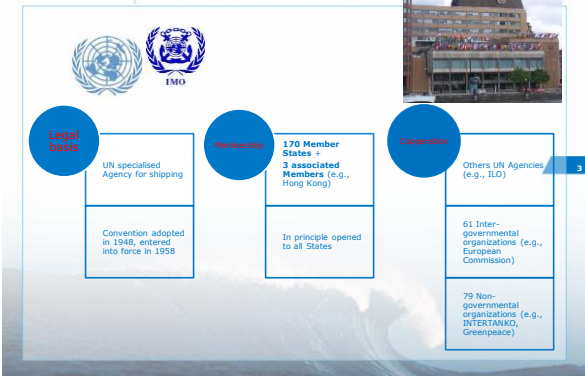 IMO
Legal
basis
UN specialised
Agency for shipping
Convention adopted
in 1948, entered
into force in 1958
Membership
170 Member
States +
3 associated
Members (e.g.,
Hong Kong)
In principle opened
to all States
Cooperation
Others UN Agencies
(e.g., ILO)
61 Inter-
governmental
organizations (e.g.,
European
Commission)
79 Non-
governmental
organizations (e.g.,
INTERTANKO,
Greenpeace)
3